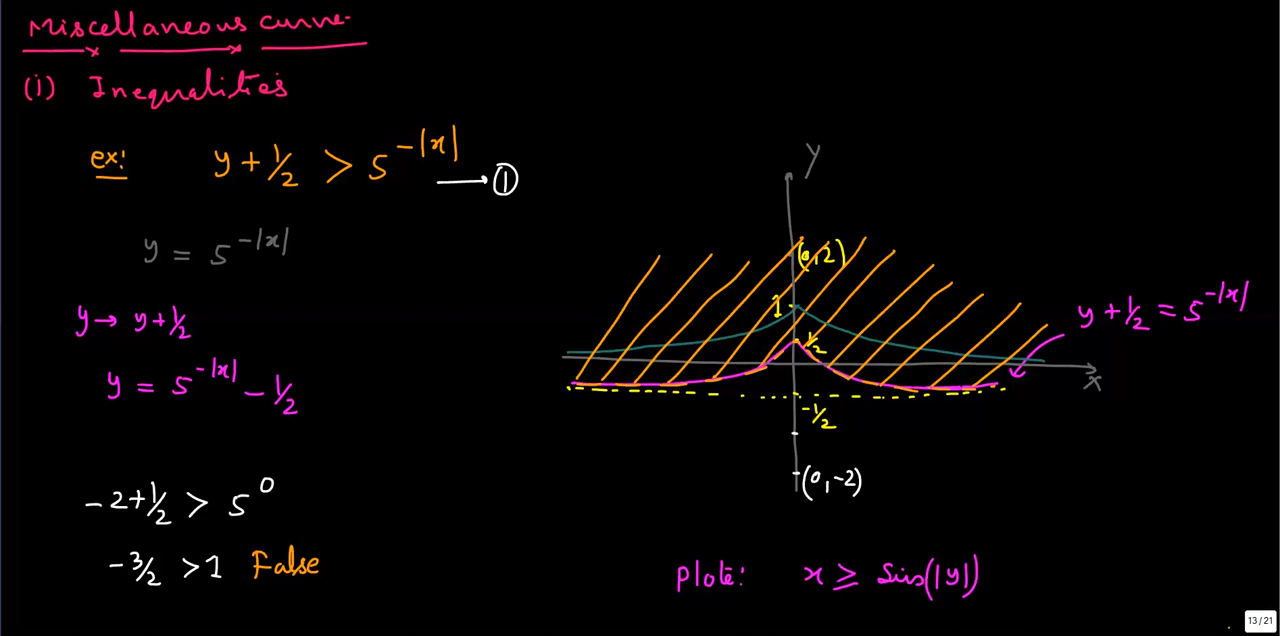 Miscellaneous curve.
(i) Inequalities
ex: y + 1/2 > 5^{-|x|} → ①
y = 5^{-|x|}
y → y + 1/2
y = 5^{-|x|} - 1/2
-2 + 1/2 > 5^0
-3/2 > 1 False
y
(0,2)
1
1/2
y + 1/2 = 5^{-|x|}
x
-1/2
(0,-2)
Plote: x ≥ Sin(|y|)
13 / 21